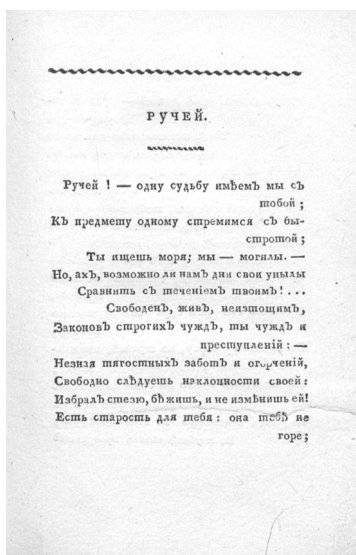 РУЧЕЙ.
Ручей ! — одну судьбу имѣемъ мы съ
тобой ;
Къ предмету одному стремимся съ бы-
стротой ;
Ты ищешь моря; мы — могилы. —
Но, ахъ, возможно ли намъ дни свои унылы
Сравнить съ теченіемъ твоимъ! . . .
Свободенъ, живъ, неизтощимъ,
Законовъ строгихъ чуждъ, ты чуждъ и
преступленій : —
Незная тягостныхъ заботъ и огорченій,
Свободно слѣдуешь наклонности своей :
Избралъ стезю, бѣжишь, и не измѣнишь ей!
Есть старость для тебя : она тебѣ не
горе ;